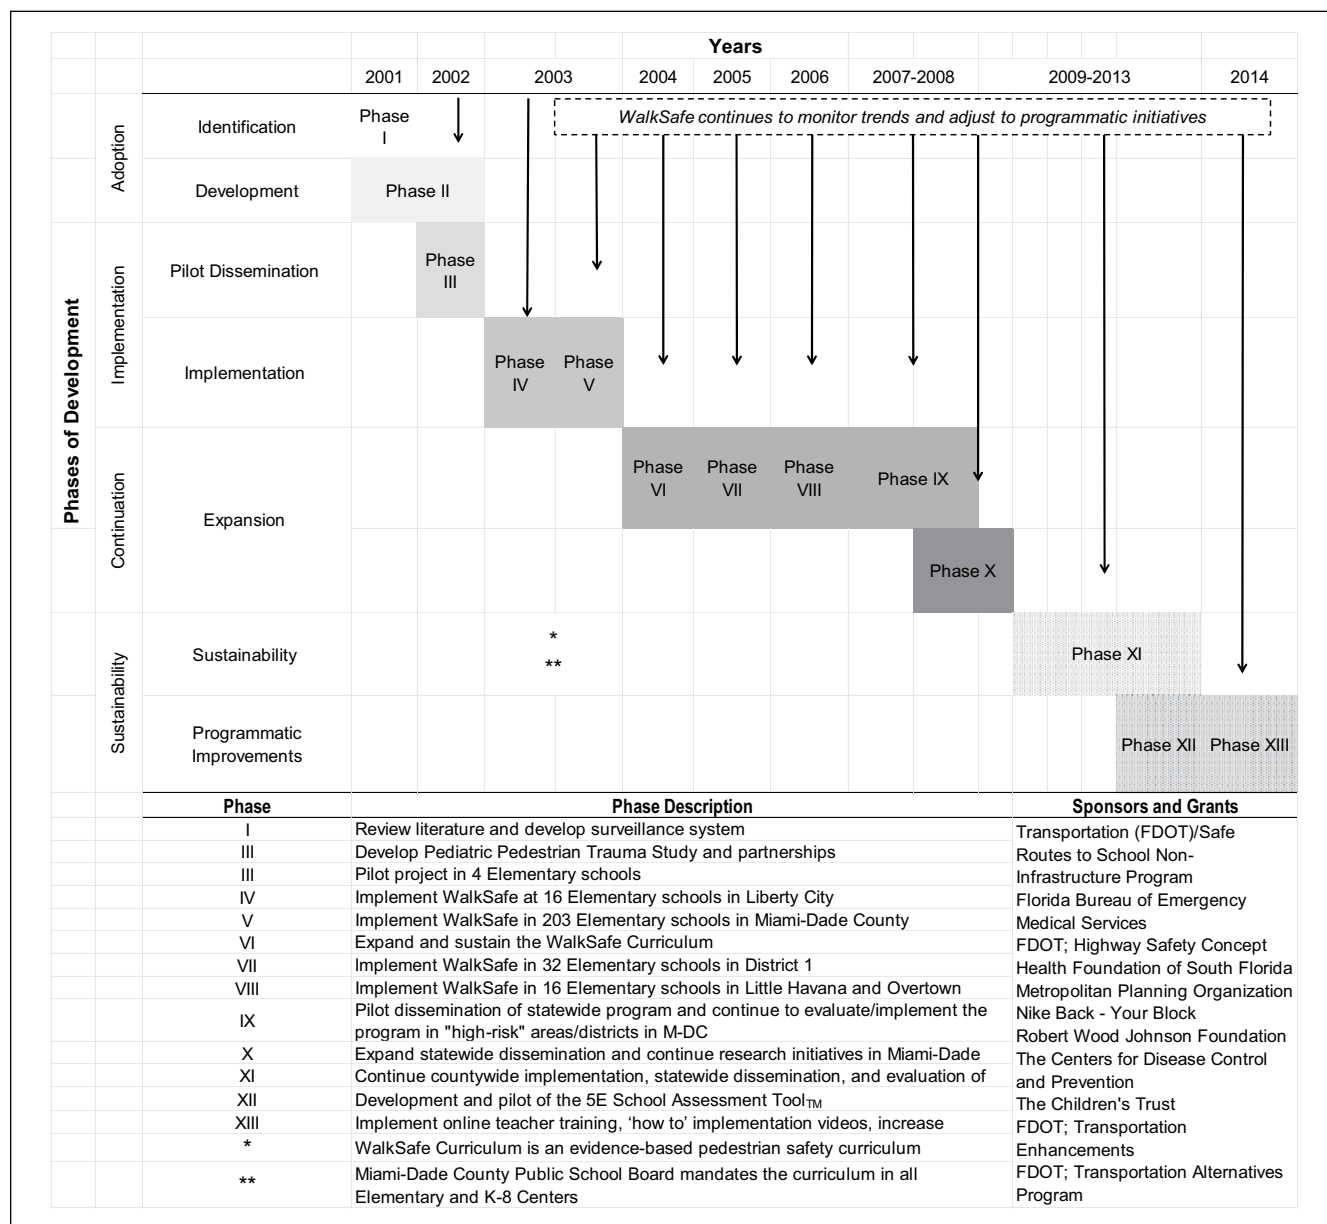 Years
2001 2002 2003 2004 2005 2006 2007-2008 2009-2013 2014
Phases of Development
Adoption
Identification
Phase
I
WalkSafe continues to monitor trends and adjust to programmatic initiatives
Development
Phase II
Implementation
Pilot Dissemination
Phase
III
Implementation
Phase
IV
Phase
V
Continuation
Expansion
Phase
VI
Phase
VII
Phase
VIII
Phase IX
Phase X
Sustainability
Sustainability
*
**
Phase XI
Programmatic
Improvements
Phase XII
Phase XIII
Phase Phase Description
I Review literature and develop surveillance system
III Develop Pediatric Pedestrian Trauma Study and partnerships
III Pilot project in 4 Elementary schools
IV Implement WalkSafe at 16 Elementary schools in Liberty City
V Implement WalkSafe in 203 Elementary schools in Miami-Dade County
VI Expand and sustain the WalkSafe Curriculum
VII Implement WalkSafe in 32 Elementary schools in District 1
VIII Implement WalkSafe in 16 Elementary schools in Little Havana and Overtown
IX Pilot dissemination of statewide program and continue to evaluate/implement the
program in "high-risk" areas/districts in M-DC
X Expand statewide dissemination and continue research initiatives in Miami-Dade
XI Continue countywide implementation, statewide dissemination, and evaluation of
XII Development and pilot of the 5E School Assessment Tool™
XIII Implement online teacher training, 'how to' implementation videos, increase
* WalkSafe Curriculum is an evidence-based pedestrian safety curriculum
** Miami-Dade County Public School Board mandates the curriculum in all
Elementary and K-8 Centers
Sponsors and Grants
Transportation (FDOT)/Safe
Routes to School Non-
Infrastructure Program
Florida Bureau of Emergency
Medical Services
FDOT; Highway Safety Concept
Health Foundation of South Florida
Metropolitan Planning Organization
Nike Back - Your Block
Robert Wood Johnson Foundation
The Centers for Disease Control
and Prevention
The Children's Trust
FDOT; Transportation
Enhancements
FDOT; Transportation Alternatives
Program